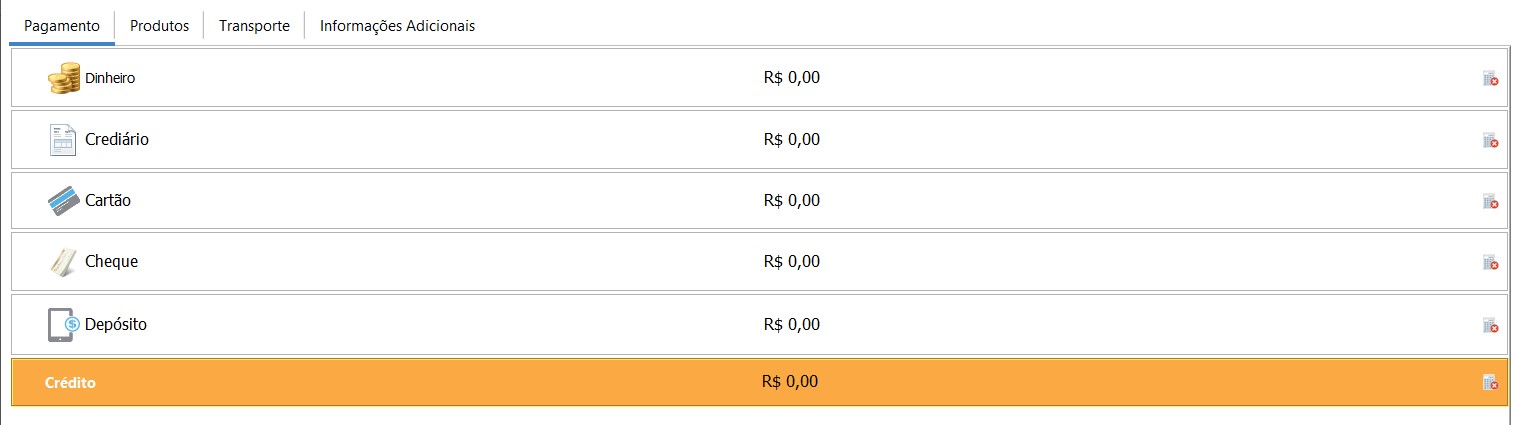 Pagamento Produtos Transporte Informações Adicionais
Dinheiro R$ 0,00
Crediário R$ 0,00
Cartão R$ 0,00
Cheque R$ 0,00
Depósito R$ 0,00
Crédito R$ 0,00